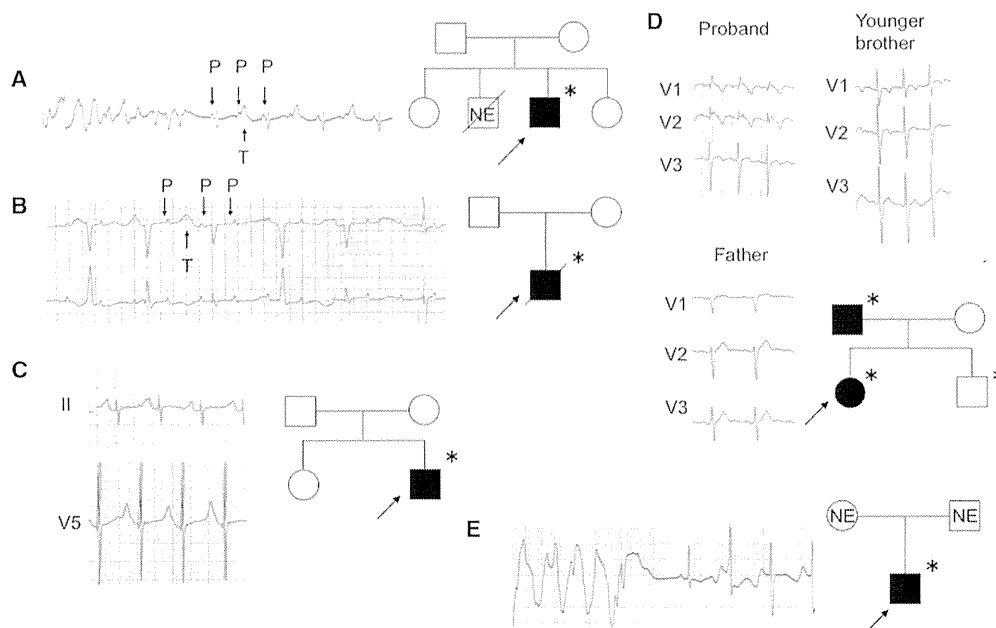 A
P P P
T
NE
*
B
P P P
T
*
C
II
V5
*
D
Proband
Younger
brother
V1
V2
V3
V1
V2
V3
Father
V1
V2
V3
*
*
*
E
NE
NE
*